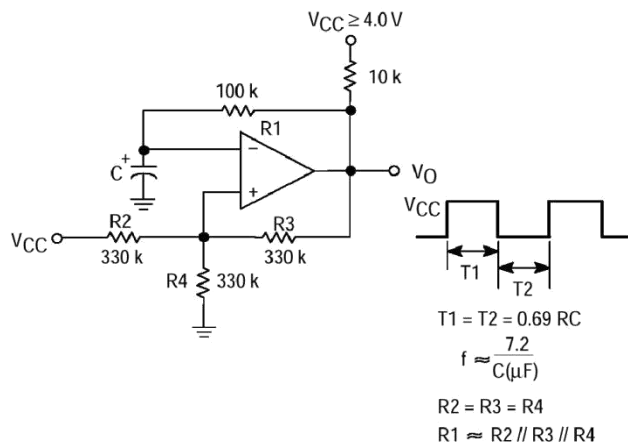 VCC ≥ 4.0 V
10 k
100 k
R1
−
+
C
+
VO
VCC
R2
330 k
R3
330 k
R4
330 k
VCC
T1
T2
T1 = T2 = 0.69 RC
f ≈ 7.2
C(µF)
R2 = R3 = R4
R1 ≈ R2 // R3 // R4